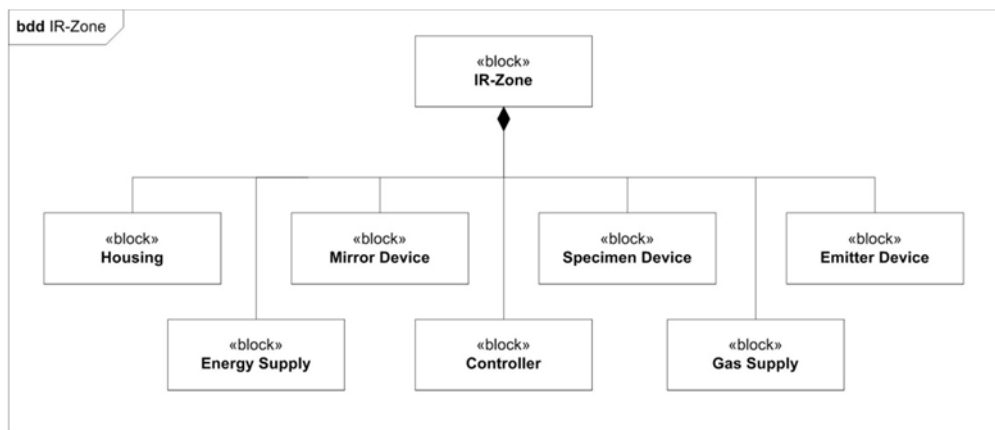 bdd IR-Zone
«block»
IR-Zone
«block»
Housing
«block»
Mirror Device
«block»
Specimen Device
«block»
Emitter Device
«block»
Energy Supply
«block»
Controller
«block»
Gas Supply